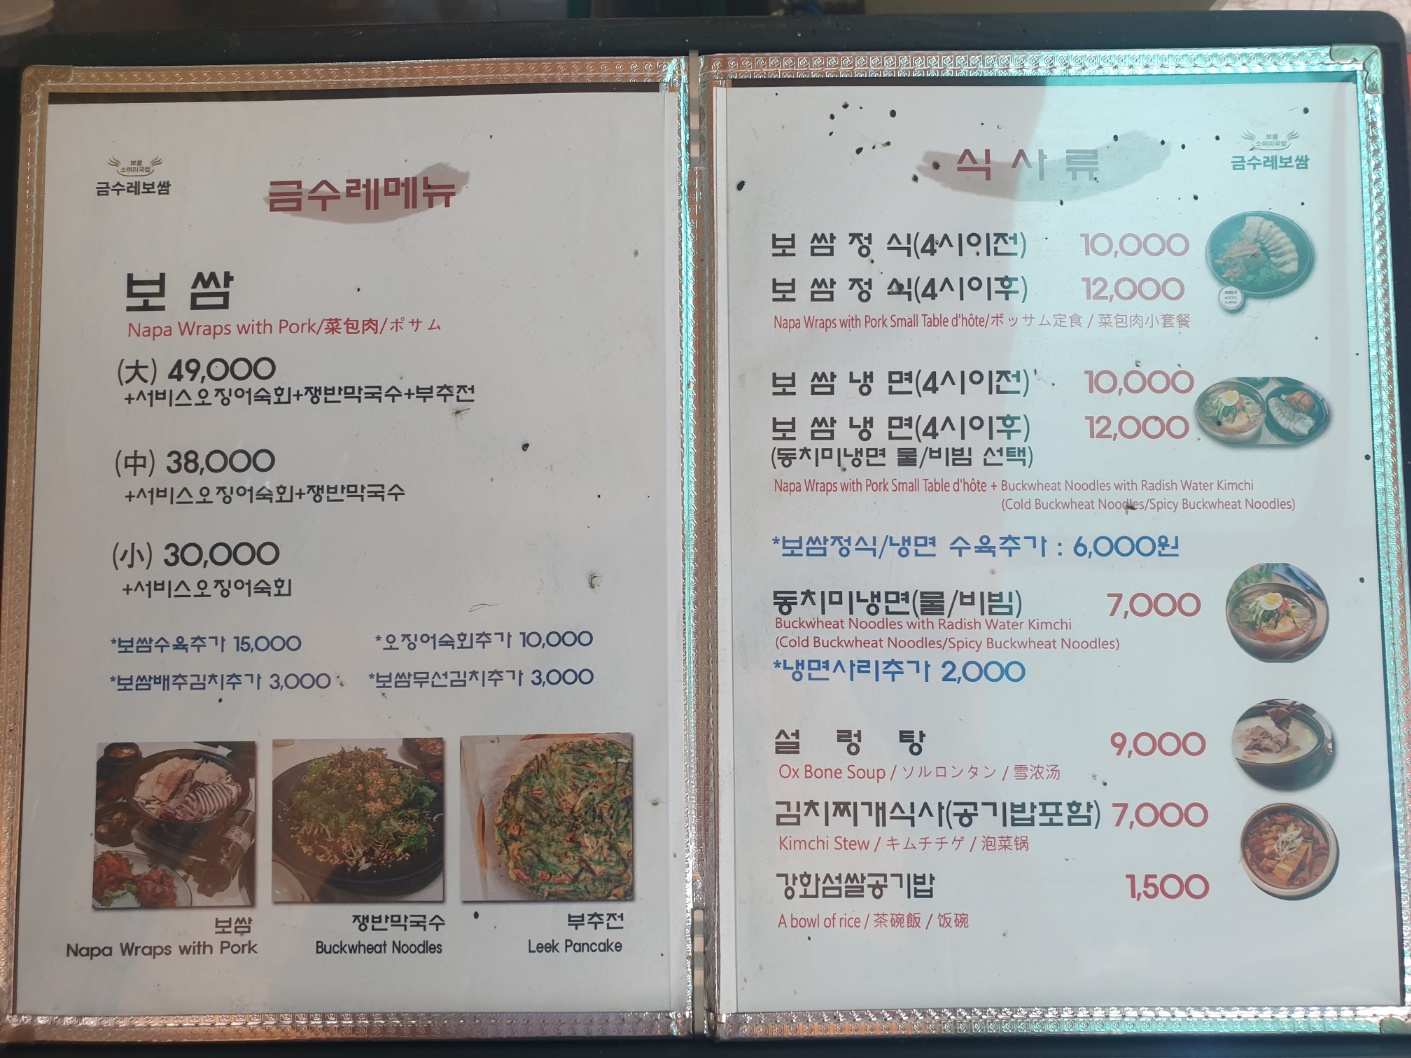 보쌈
소머리국밥
금수레보쌈
금수레메뉴
보 쌈
Napa Wraps with Pork/菜包肉/ポサム
(大) 49,000
+서비스오징어숙회+쟁반막국수+부추전
(中) 38,000
+서비스오징어숙회+쟁반막국수
(小) 30,000
+서비스오징어숙회
*보쌈수육추가 15,000
*오징어숙회추가 10,000
*보쌈배추김치추가 3,000
*보쌈무선김치추가 3,000
보쌈
Napa Wraps with Pork
쟁반막국수
Buckwheat Noodles
부추전
Leek Pancake
식 사 류
보쌈
소머리국밥
금수레보쌈
보 쌈 정 식(4시이전) 10,000
보 쌈 정 식(4시이후) 12,000
Napa Wraps with Pork Small Table d'hôte/ボッサム定食 / 菜包肉小套餐
보 쌈 냉 면(4시이전) 10,000
보 쌈 냉 면(4시이후) 12,000
(동치미냉면 물/비빔 선택)
Napa Wraps with Pork Small Table d'hôte + Buckwheat Noodles with Radish Water Kimchi
(Cold Buckwheat Noodles/Spicy Buckwheat Noodles)
*보쌈정식/냉면 수육추가 : 6,000원
동치미냉면(물/비빔) 7,000
Buckwheat Noodles with Radish Water Kimchi
(Cold Buckwheat Noodles/Spicy Buckwheat Noodles)
*냉면사리추가 2,000
설 렁 탕 9,000
Ox Bone Soup / ソルロンタン / 雪浓汤
김치찌개식사(공기밥포함) 7,000
Kimchi Stew / キムチチゲ / 泡菜锅
강화섬쌀공기밥 1,500
A bowl of rice / 茶碗飯 / 饭碗